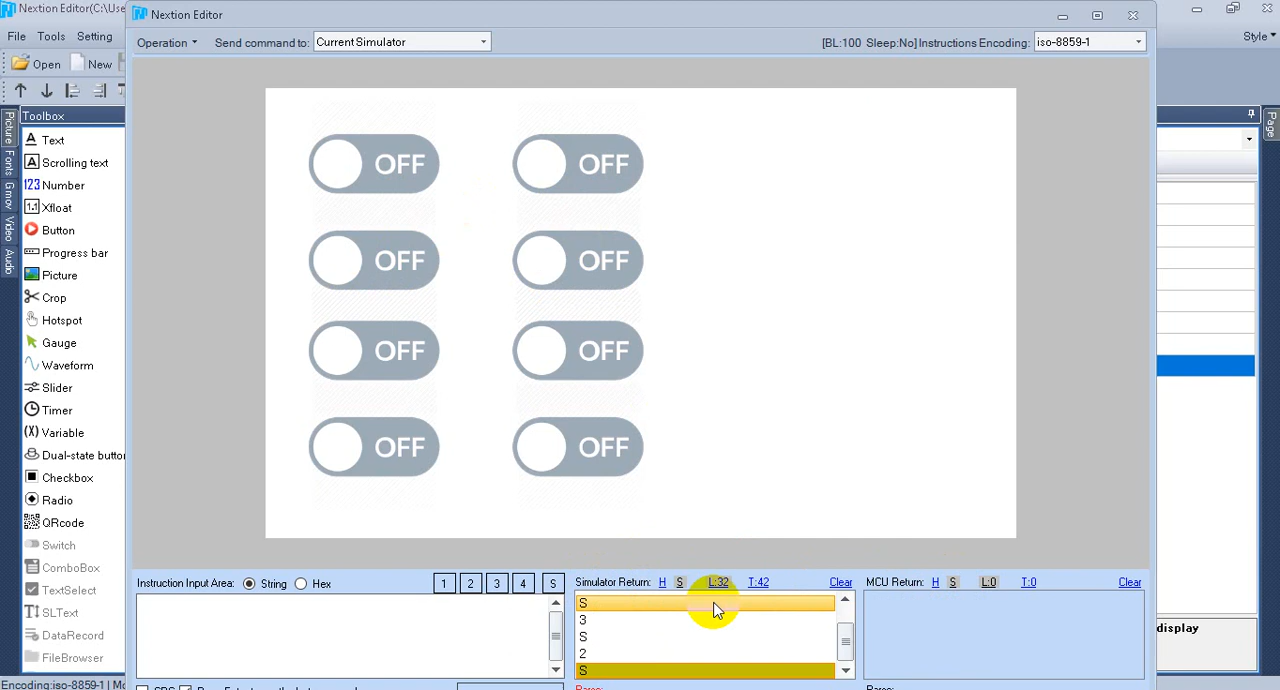 Nextion Editor(C:\Use
Nextion Editor
File Tools Setting
Operation Send command to: Current Simulator [BL:100 Sleep:No] Instructions Encoding: iso-8859-1
Style
Open New
Toolbox
Picture
Fonts
Gmov
Video
Audio
Page
Text
Scrolling text
123 Number
1.1 Xfloat
Button
Progress bar
Picture
Crop
Hotspot
Gauge
Waveform
Slider
Timer
(X) Variable
Dual-state butto
Checkbox
Radio
QRcode
Switch
ComboBox
TextSelect
SLText
DataRecord
FileBrowser
OFF OFF
OFF OFF
OFF OFF
OFF OFF
Instruction Input Area: String Hex 1 2 3 4 S
Simulator Return: H S L:32 T:42 Clear
MCU Return: H S L:0 T:0 Clear
S
3
S
2
S
display
Encoding:iso-8859-1